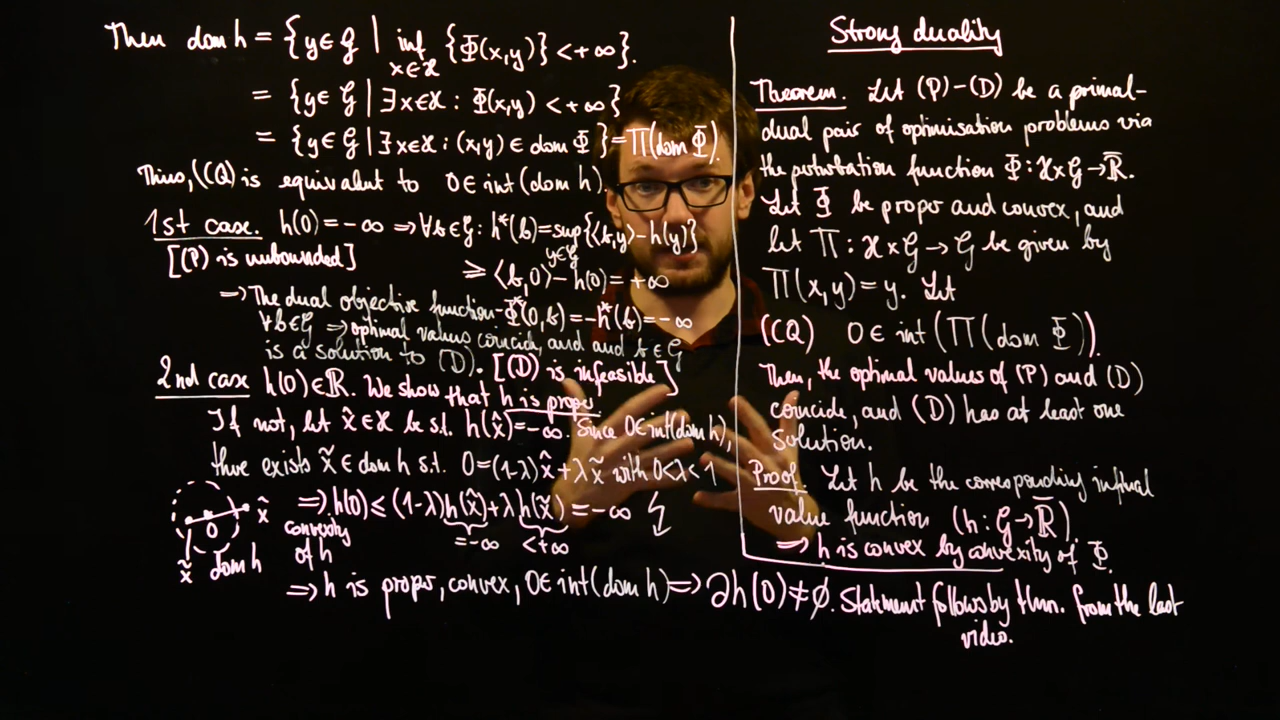 Strong duality
Theorem. Let (P)-(D) be a primal-
dual pair of optimisation problems via
the perturbation function Φ: 𝓗×𝓖→ℝ̅.
Let Φ be proper and convex, and
let Π: 𝓗×𝓖→𝓖 be given by
Π(x,y)=y. Let
(CQ) 0∈int(Π(dom Φ)).
Then, the optimal values of (P) and (D)
coincide, and (D) has at least one
solution.
Proof. Let h be the corresponding infimal
value function (h: 𝓖→ℝ̅).
⇒ h is convex by convexity of Φ.
Then dom h = {y∈𝓖 | inf_{x∈𝓗} {Φ(x,y)} <+∞}.
= {y∈𝓖 | ∃x∈𝓗: Φ(x,y) <+∞}
= {y∈𝓖 | ∃x∈𝓗: (x,y)∈dom Φ} = Π(dom Φ).
Thus, (CQ) is equivalent to 0∈int(dom h).
1st case. h(0)=-∞ ⇒ ∀b∈𝓖: h*(b)=sup_{y∈𝓖}{⟨b,y⟩-h(y)}
[(P) is unbounded] ≥⟨b,0⟩-h(0)=+∞
⇒ The dual objective function -Φ*(0,b)=-h*(b)=-∞
∀b∈𝓖 ⇒ optimal values coincide, and and b∈𝓖
is a solution to (D). [(D) is infeasible]
2nd case h(0)∈ℝ. We show that h is proper.
If not, let x̂∈𝓗 be s.t. h(x̂)=-∞. Since 0∈int(dom h),
there exists x̃∈dom h s.t. 0=(1-λ)x̂+λx̃ with 0<λ<1
⇒ h(0)≤(1-λ)h(x̂)+λh(x̃)=-∞ ↯
convexity of h
=-∞ <+∞
0 x̂
x̃ dom h
⇒ h is proper, convex, 0∈int(dom h) ⇒ ∂h(0)≠∅. Statement follows by thm. from the last
video.